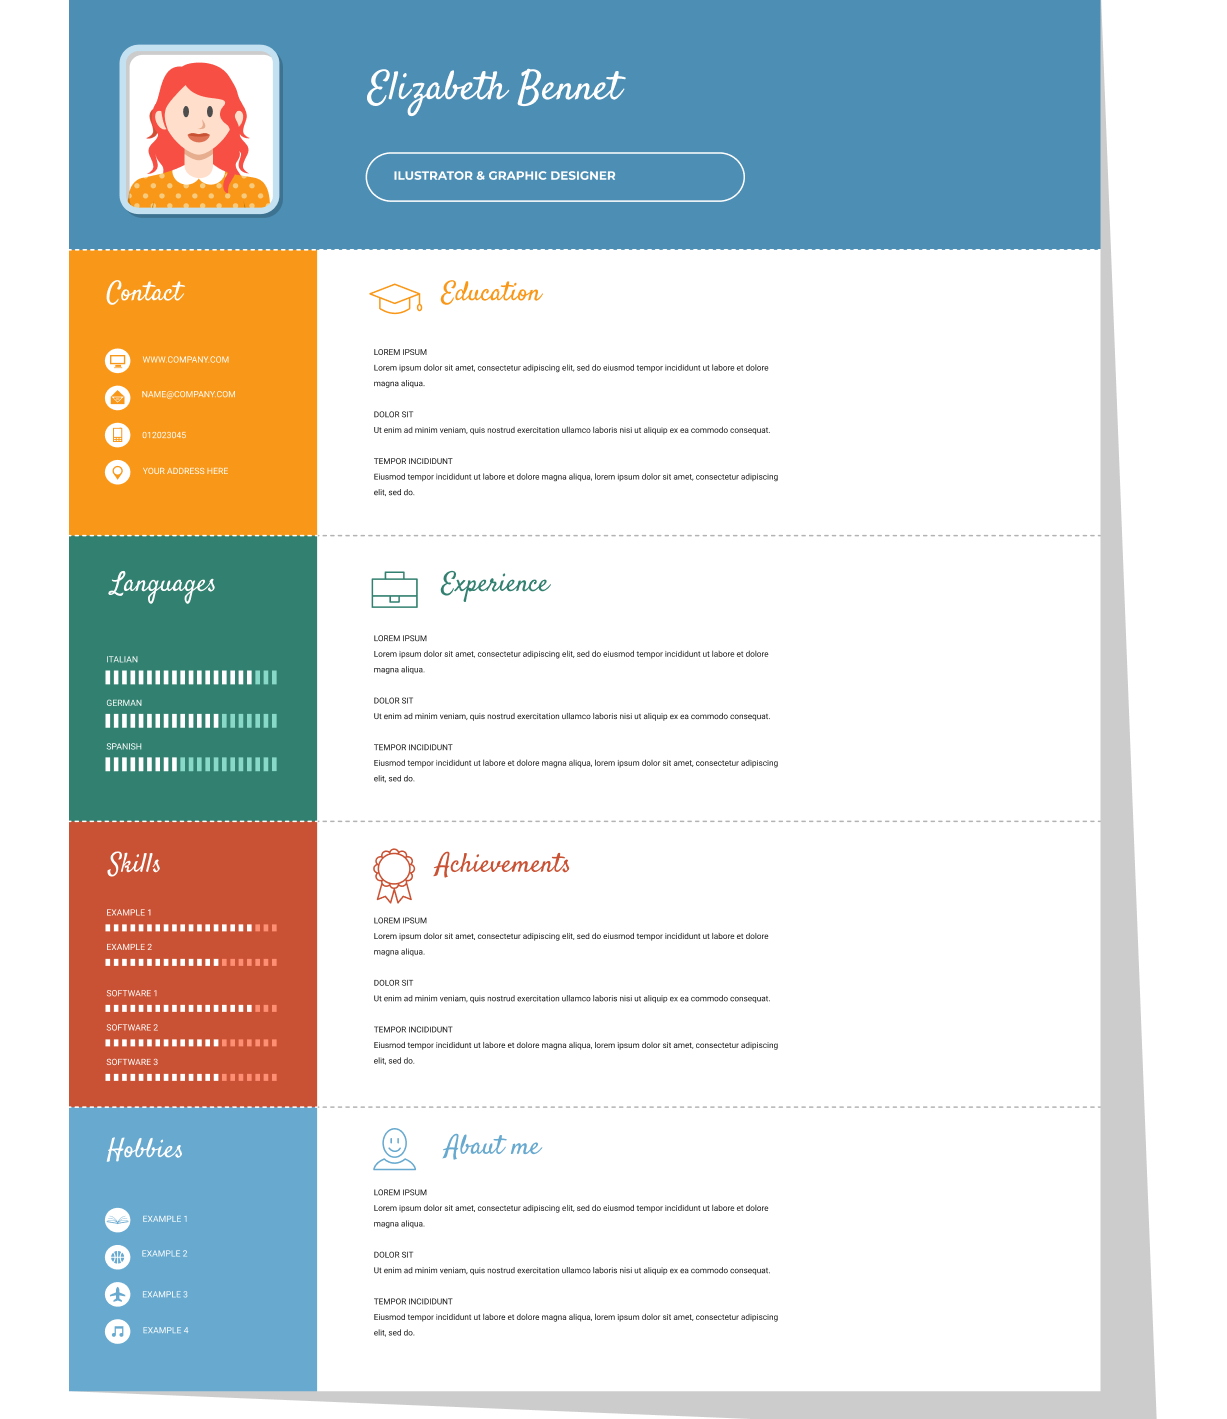 Elizabeth Bennet
ILUSTRATOR & GRAPHIC DESIGNER
Contact
WWW.COMPANY.COM
NAME@COMPANY.COM
012023045
YOUR ADDRESS HERE
Education
LOREM IPSUM
Lorem ipsum dolor sit amet, consectetur adipiscing elit, sed do eiusmod tempor incididunt ut labore et dolore
magna aliqua.
DOLOR SIT
Ut enim ad minim veniam, quis nostrud exercitation ullamco laboris nisi ut aliquip ex ea commodo consequat.
TEMPOR INCIDIDUNT
Eiusmod tempor incididunt ut labore et dolore magna aliqua, lorem ipsum dolor sit amet, consectetur adipiscing
elit, sed do.
Languages
ITALIAN
GERMAN
SPANISH
Experience
LOREM IPSUM
Lorem ipsum dolor sit amet, consectetur adipiscing elit, sed do eiusmod tempor incididunt ut labore et dolore
magna aliqua.
DOLOR SIT
Ut enim ad minim veniam, quis nostrud exercitation ullamco laboris nisi ut aliquip ex ea commodo consequat.
TEMPOR INCIDIDUNT
Eiusmod tempor incididunt ut labore et dolore magna aliqua, lorem ipsum dolor sit amet, consectetur adipiscing
elit, sed do.
Skills
EXAMPLE 1
EXAMPLE 2
SOFTWARE 1
SOFTWARE 2
SOFTWARE 3
Achievements
LOREM IPSUM
Lorem ipsum dolor sit amet, consectetur adipiscing elit, sed do eiusmod tempor incididunt ut labore et dolore
magna aliqua.
DOLOR SIT
Ut enim ad minim veniam, quis nostrud exercitation ullamco laboris nisi ut aliquip ex ea commodo consequat.
TEMPOR INCIDIDUNT
Eiusmod tempor incididunt ut labore et dolore magna aliqua, lorem ipsum dolor sit amet, consectetur adipiscing
elit, sed do.
Hobbies
EXAMPLE 1
EXAMPLE 2
EXAMPLE 3
EXAMPLE 4
Abaut me
LOREM IPSUM
Lorem ipsum dolor sit amet, consectetur adipiscing elit, sed do eiusmod tempor incididunt ut labore et dolore
magna aliqua.
DOLOR SIT
Ut enim ad minim veniam, quis nostrud exercitation ullamco laboris nisi ut aliquip ex ea commodo consequat.
TEMPOR INCIDIDUNT
Eiusmod tempor incididunt ut labore et dolore magna aliqua, lorem ipsum dolor sit amet, consectetur adipiscing
elit, sed do.